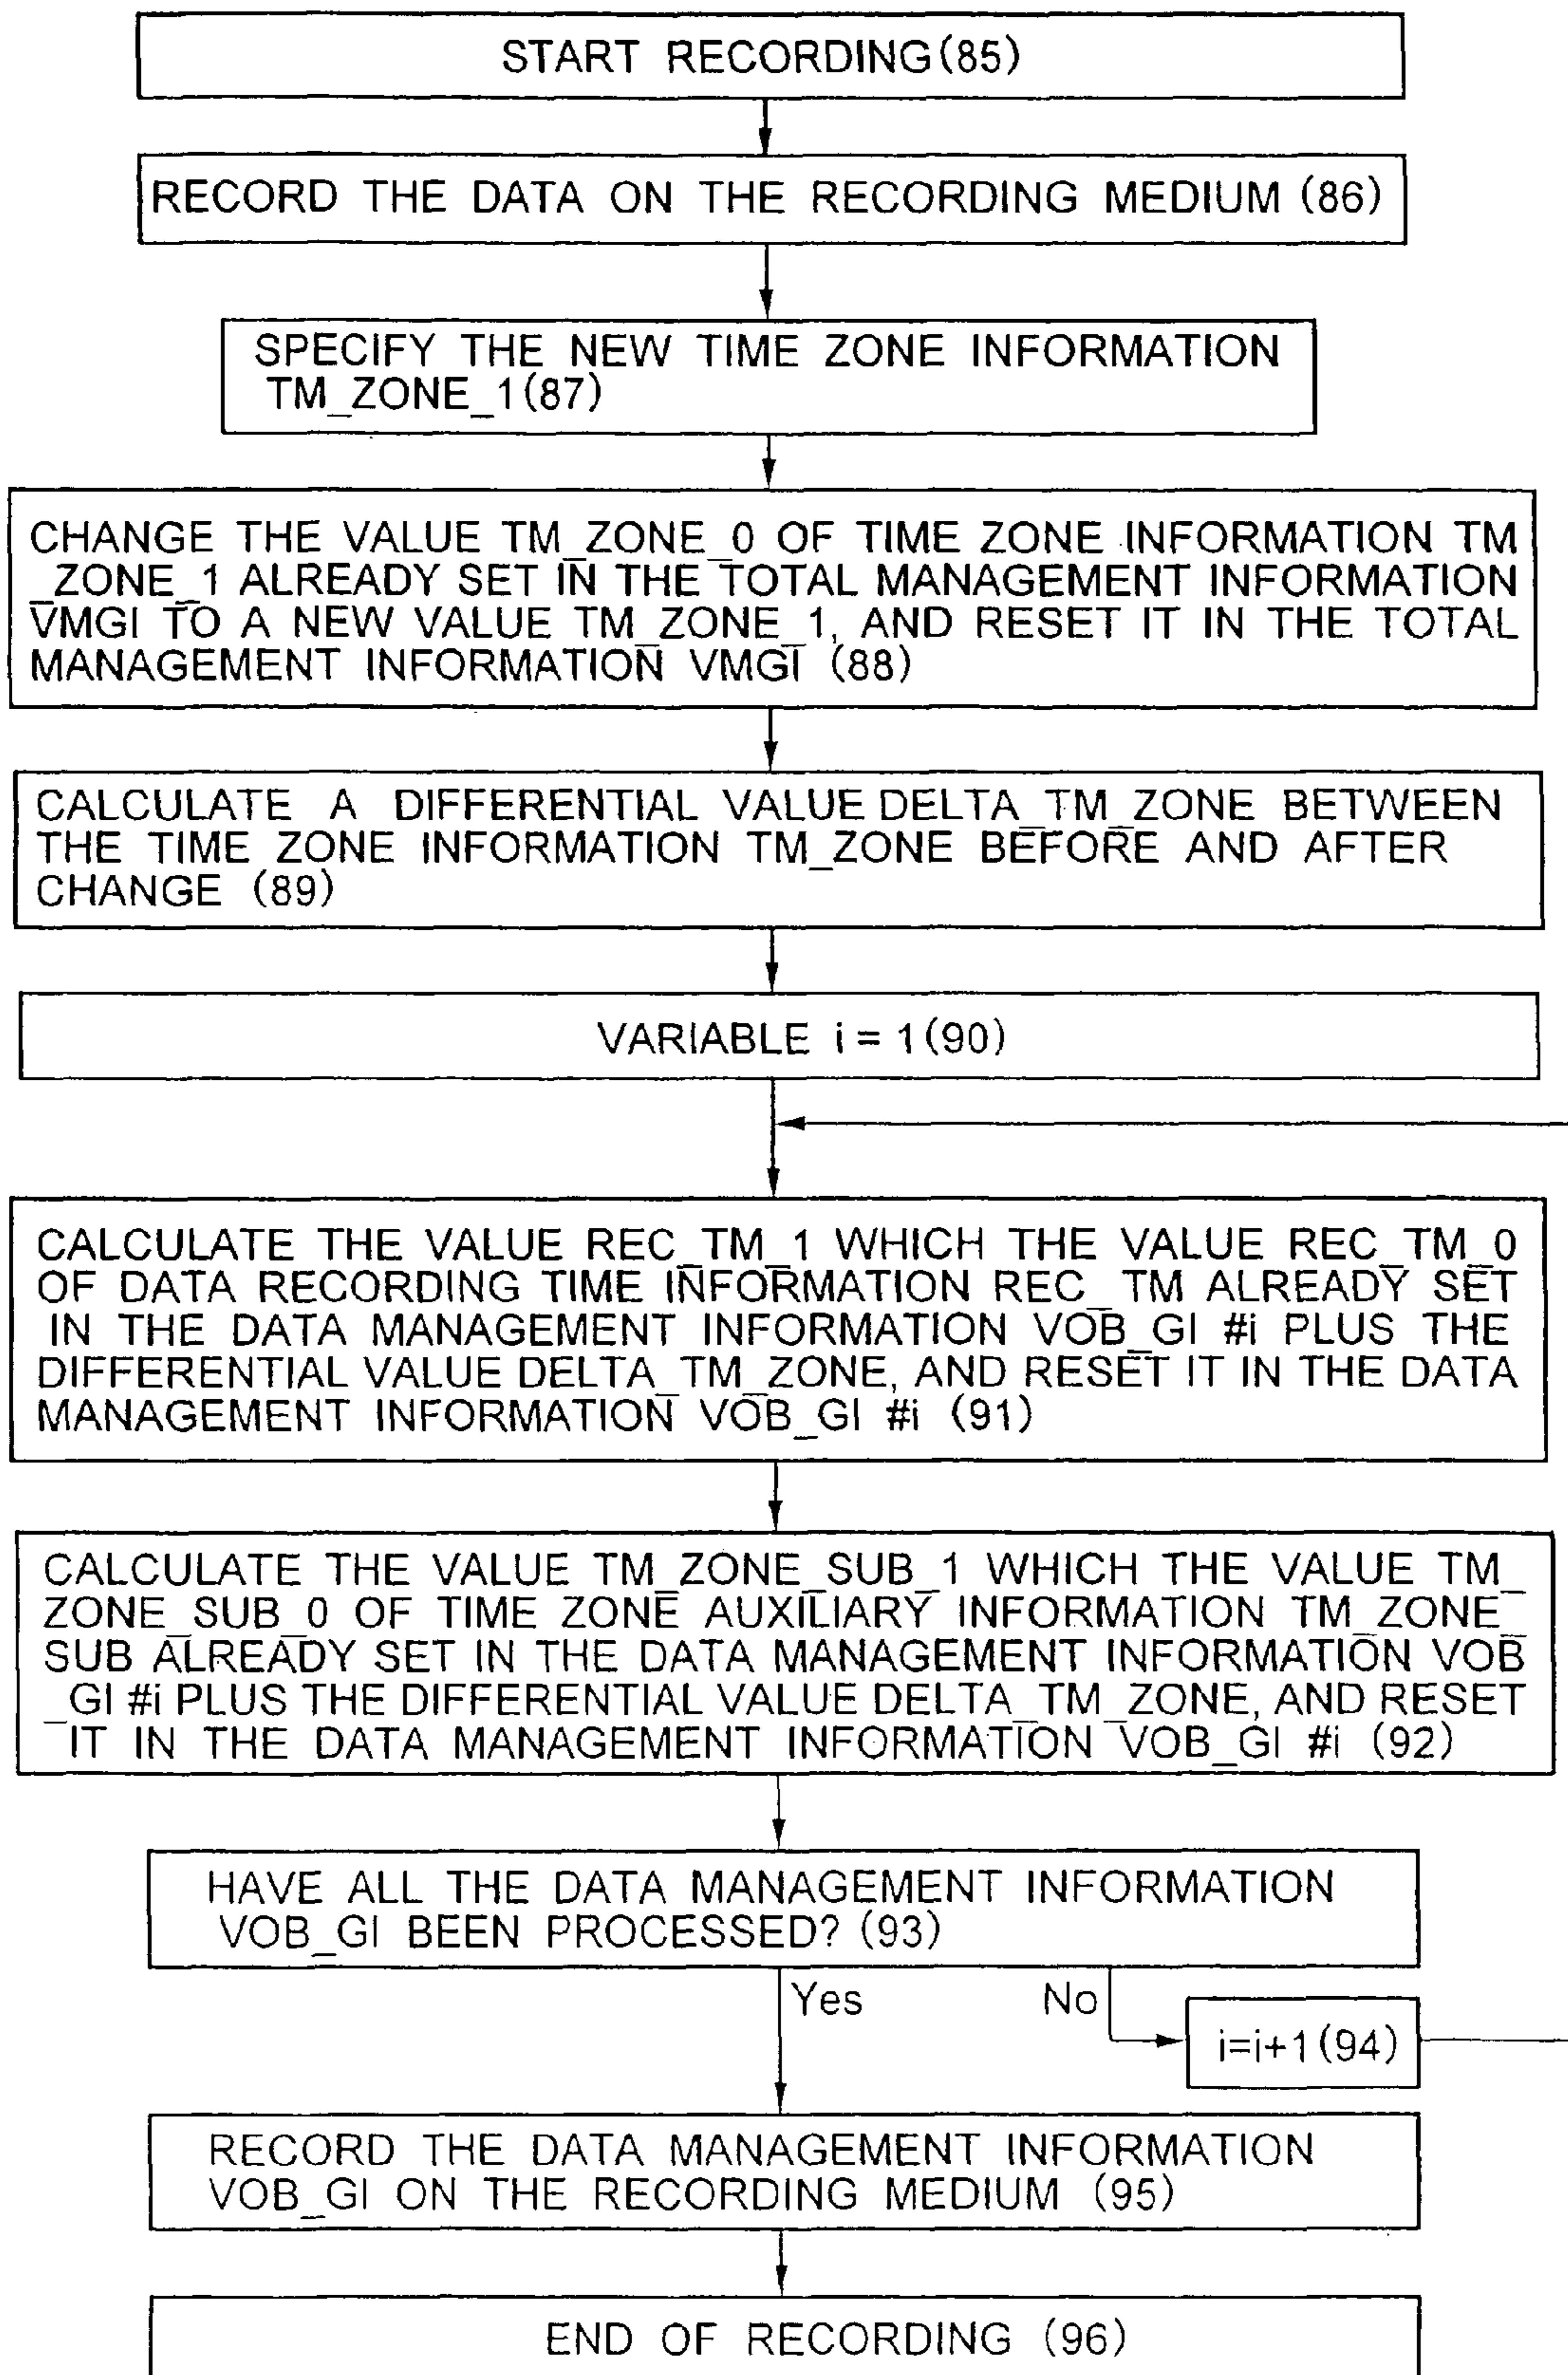 START RECORDING(85)
RECORD THE DATA ON THE RECORDING MEDIUM (86)
SPECIFY THE NEW TIME ZONE INFORMATION
TM_ZONE_1(87)
CHANGE THE VALUE TM_ZONE_0 OF TIME ZONE INFORMATION TM
_ZONE_1 ALREADY SET IN THE TOTAL MANAGEMENT INFORMATION
VMGI TO A NEW VALUE TM_ZONE_1, AND RESET IT IN THE TOTAL
MANAGEMENT INFORMATION VMGI (88)
CALCULATE A DIFFERENTIAL VALUE DELTA_TM_ZONE BETWEEN
THE TIME ZONE INFORMATION TM_ZONE BEFORE AND AFTER
CHANGE (89)
VARIABLE i = 1(90)
CALCULATE THE VALUE REC_TM_1 WHICH THE VALUE REC_TM_0
OF DATA RECORDING TIME INFORMATION REC_TM ALREADY SET
IN THE DATA MANAGEMENT INFORMATION VOB_GI #i PLUS THE
DIFFERENTIAL VALUE DELTA_TM_ZONE, AND RESET IT IN THE DATA
MANAGEMENT INFORMATION VOB_GI #i (91)
CALCULATE THE VALUE TM_ZONE_SUB_1 WHICH THE VALUE TM_
ZONE_SUB_0 OF TIME ZONE AUXILIARY INFORMATION TM_ZONE_
SUB ALREADY SET IN THE DATA MANAGEMENT INFORMATION VOB
_GI #i PLUS THE DIFFERENTIAL VALUE DELTA_TM_ZONE, AND RESET
IT IN THE DATA MANAGEMENT INFORMATION VOB_GI #i (92)
HAVE ALL THE DATA MANAGEMENT INFORMATION
VOB_GI BEEN PROCESSED? (93)
Yes No
i=i+1(94)
RECORD THE DATA MANAGEMENT INFORMATION
VOB_GI ON THE RECORDING MEDIUM (95)
END OF RECORDING (96)